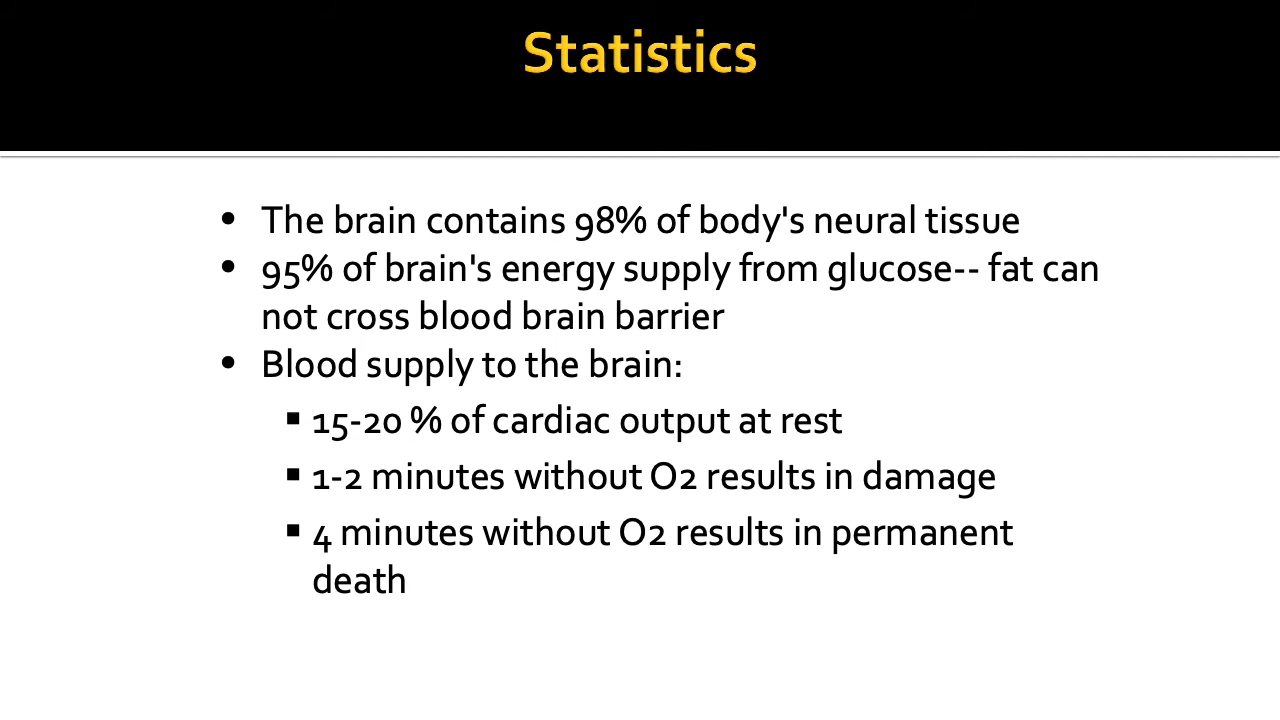 Statistics
• The brain contains 98% of body's neural tissue
• 95% of brain's energy supply from glucose-- fat can
not cross blood brain barrier
• Blood supply to the brain:
▪ 15-20 % of cardiac output at rest
▪ 1-2 minutes without O2 results in damage
▪ 4 minutes without O2 results in permanent
death